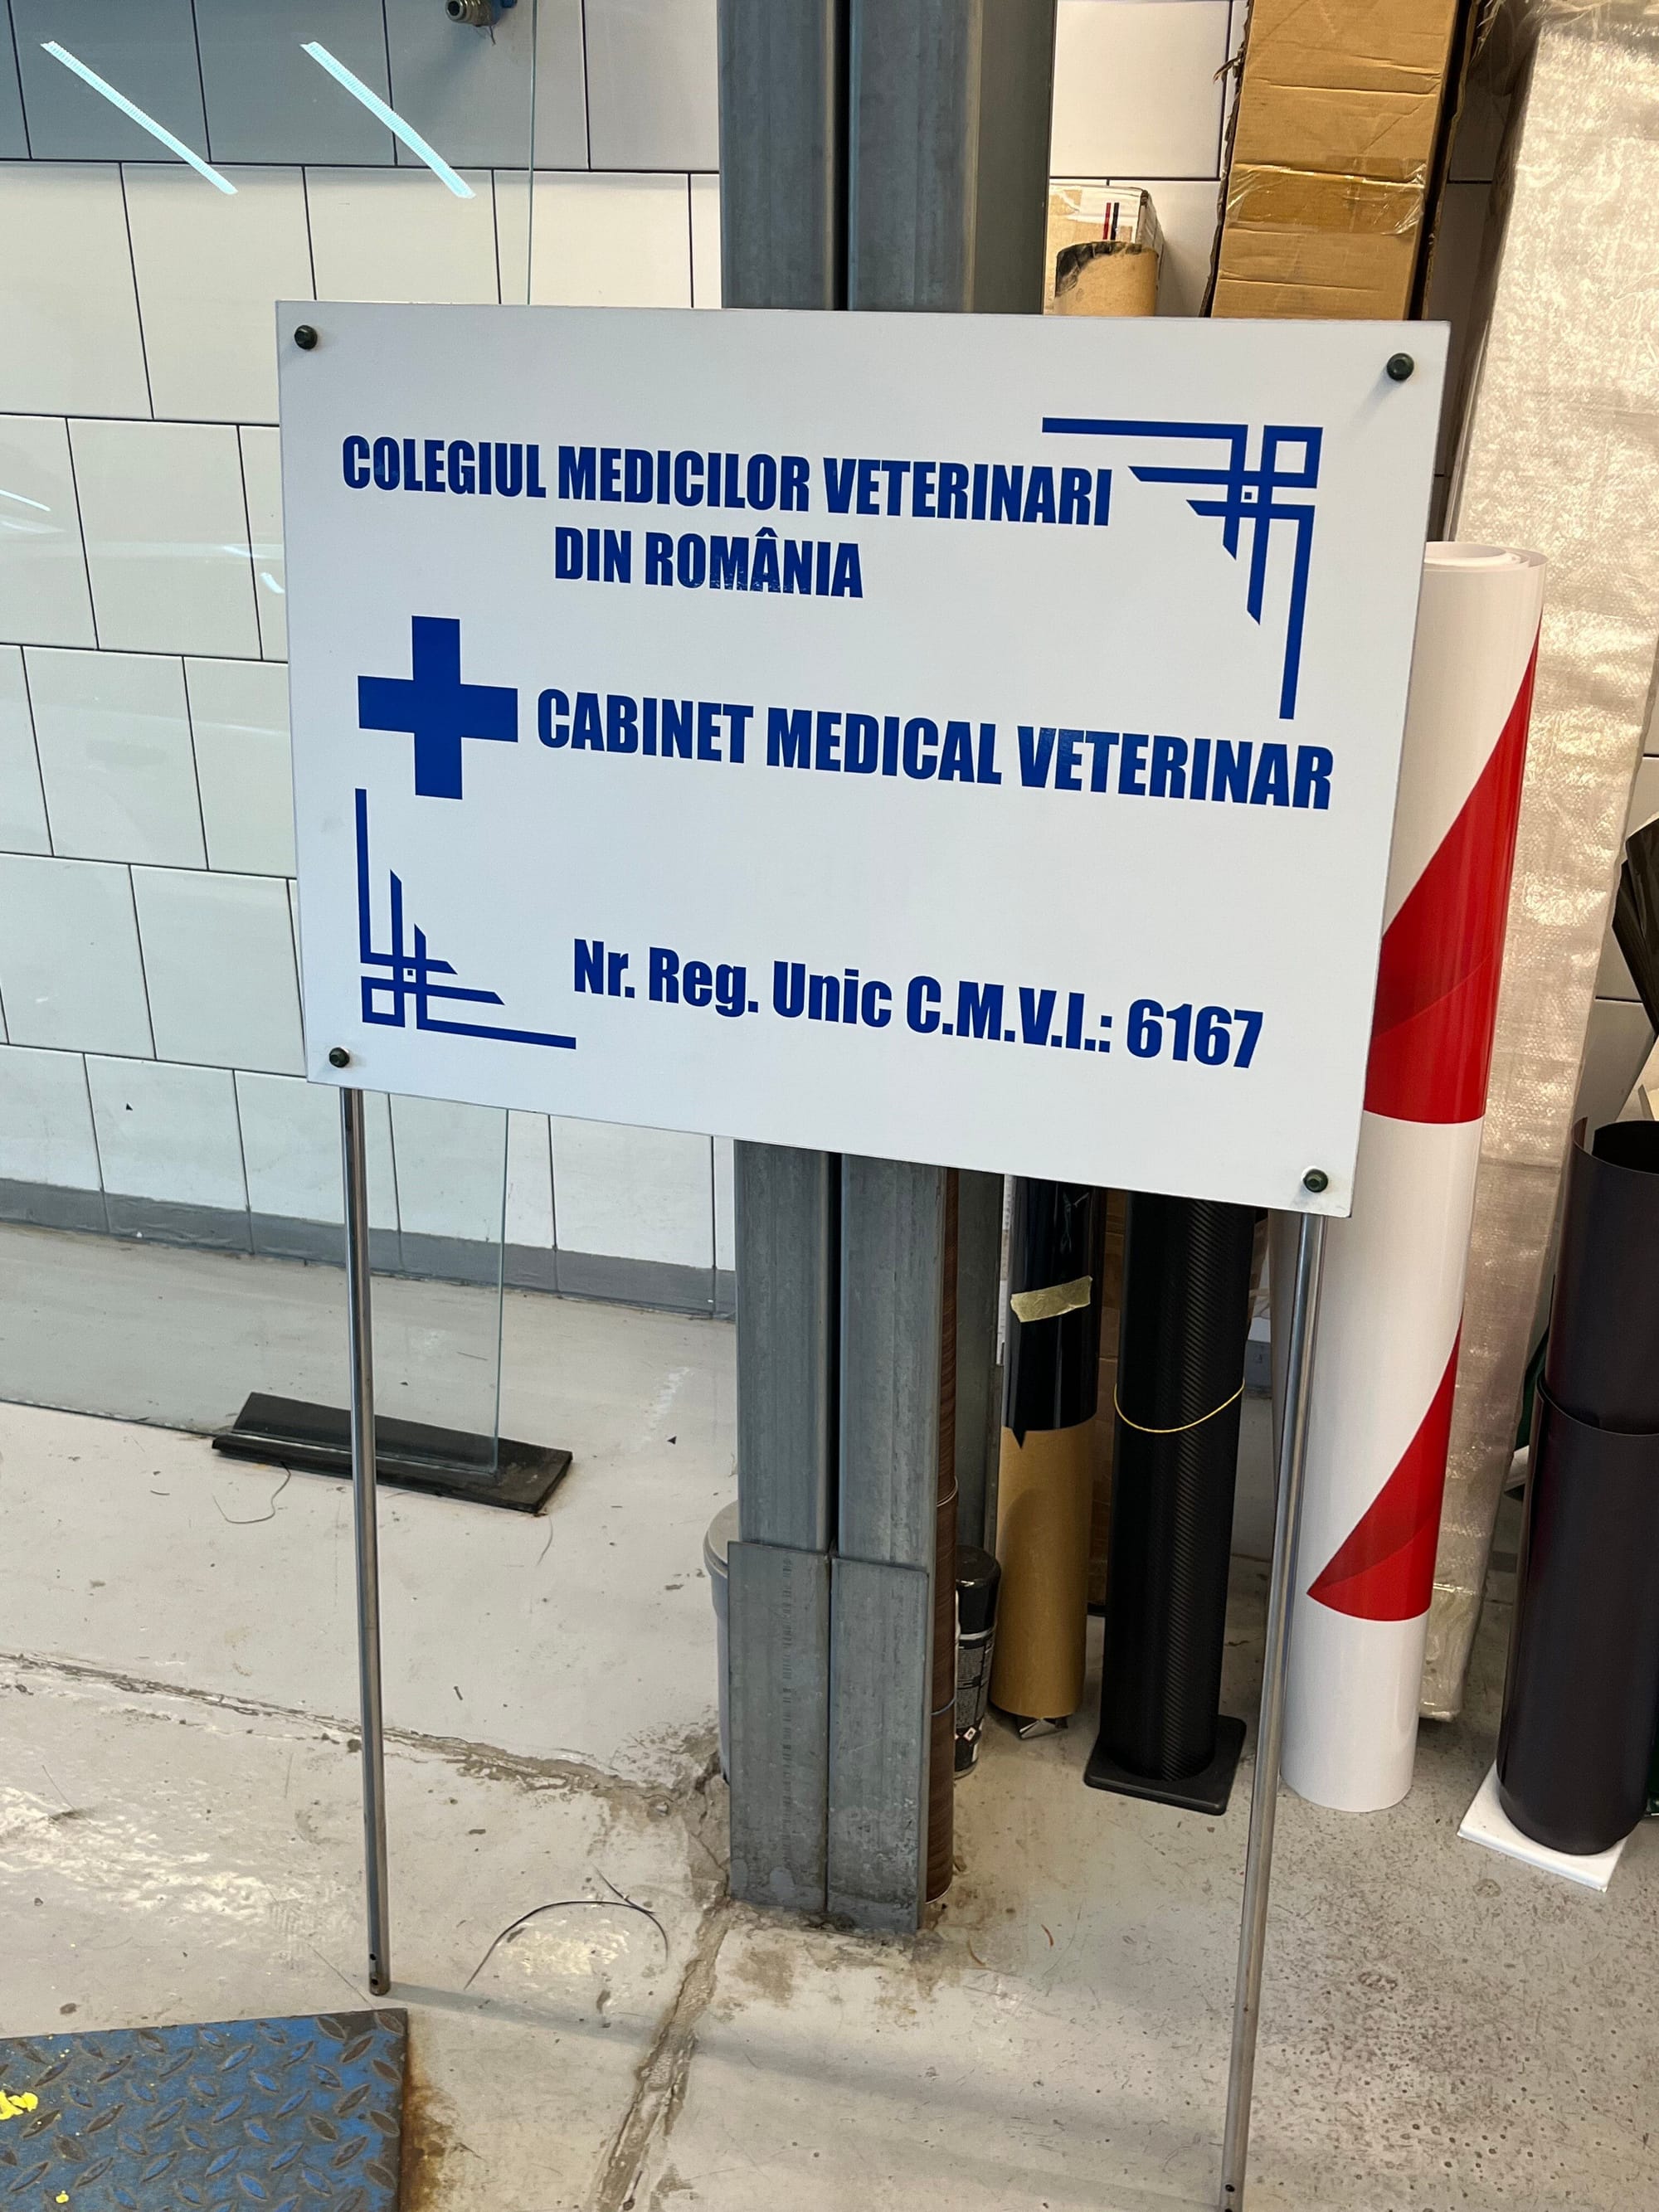 COLEGIUL MEDICILOR VETERINARI
DIN ROMÂNIA
CABINET MEDICAL VETERINAR
Nr. Reg. Unic C.M.V.I.: 6167